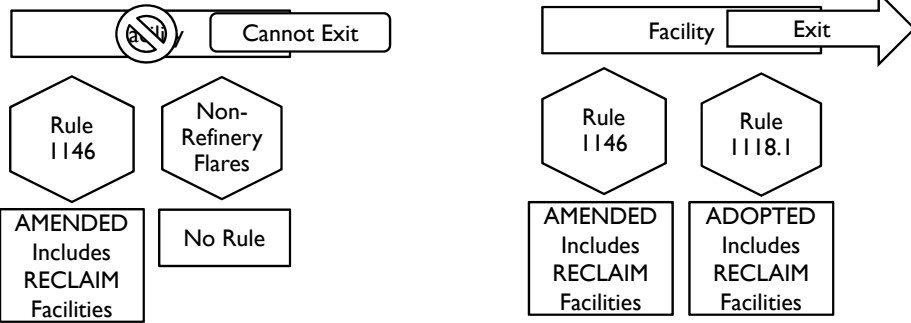 Cannot Exit
Rule
1146
Non-
Refinery
Flares
AMENDED
Includes
RECLAIM
Facilities
No Rule
Facility
Exit
Rule
1146
Rule
1118.1
AMENDED
Includes
RECLAIM
Facilities
ADOPTED
Includes
RECLAIM
Facilities